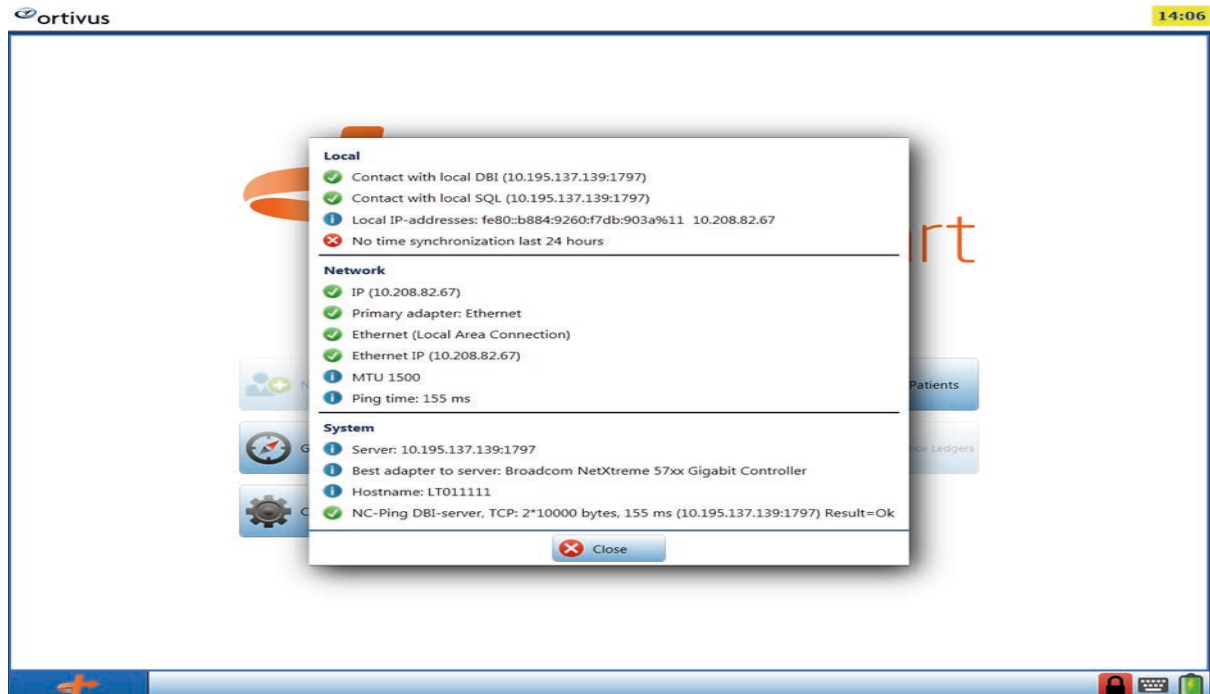 ortivus
14:06
Local
Contact with local DBI (10.195.137.139:1797)
Contact with local SQL (10.195.137.139:1797)
Local IP-addresses: fe80::b884:9260:f7db:903a%11 10.208.82.67
No time synchronization last 24 hours
rt
Network
IP (10.208.82.67)
Primary adapter: Ethernet
Ethernet (Local Area Connection)
Ethernet IP (10.208.82.67)
MTU 1500
Ping time: 155 ms
Patients
System
Server: 10.195.137.139:1797
Best adapter to server: Broadcom NetXtreme 57xx Gigabit Controller
Ledgers
Hostname: LT011111
NC-Ping DBI-server, TCP: 2*10000 bytes, 155 ms (10.195.137.139:1797) Result=Ok
Close